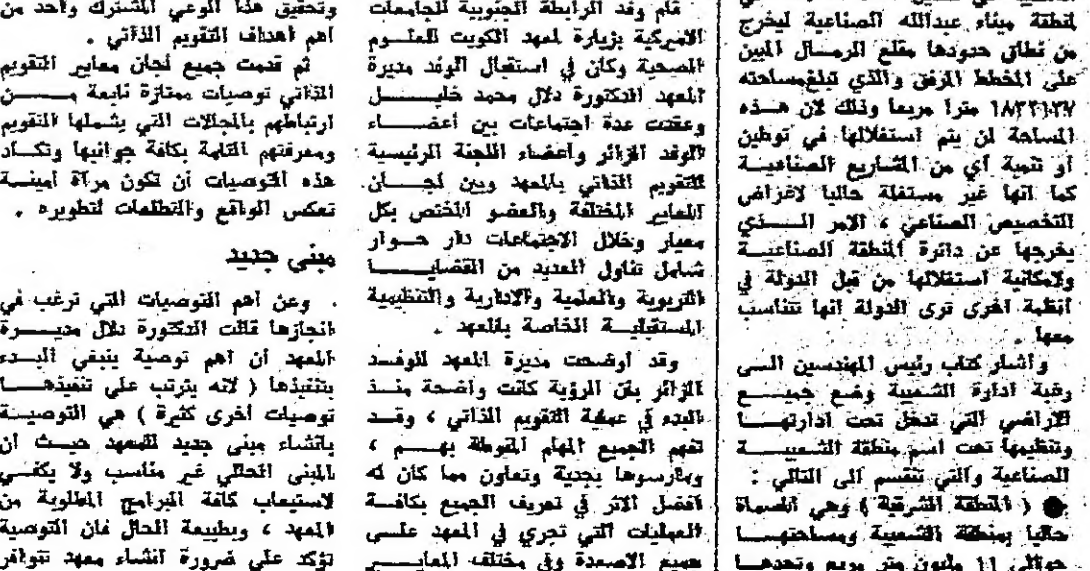 لمنطقة ميناء عبدالله الصناعية ليخرج
من نطاق حدودها مقلع الرمال المبين
على المخطط المرفق والذي تبلغ مساحته
مترا مربعا وذلك لان هذه
المساحة لن يتم استغلالها في توطين
أو تنمية أي من المشاريع الصناعية
كما انها غير مستغلة حاليا لاغراض
التخصيص الصناعي ، الامر الذي
يخرجها عن دائرة المنطقة الصناعية
ولامكانية استغلالها من قبل الدولة في
انظمة اخرى ترى الدولة انها تتناسب
معها .
وأشار كتاب رئيس المهندسين الى
رغبة ادارة الشعيبة وضع جميع
الاراضي التي تدخل تحت ادارتها
وتنظيمها تحت اسم منطقة الشعيبة
الصناعية والتي تنقسم الى التالي :
● ( المنطقة الشرقية ) وهي المسماة
حاليا بمنطقة الشعيبة ومساحتها
حوالي ١١ مليون متر مربع وتحدها
قام وفد الرابطة الجنوبية للجامعات
الاميركية بزيارة لمعهد الكويت للعلوم
الصحية وكان في استقبال الوفد مديرة
المعهد الدكتورة دلال محمد خليل
وعقدت عدة اجتماعات بين أعضاء
الوفد الزائر وأعضاء اللجنة الرئيسية
للتقويم الذاتي بالمعهد وبين لجان
المعايير المختلفة والعضو المختص بكل
معيار وخلال الاجتماعات دار حوار
شامل تناول العديد من القضايا
التربوية والعلمية والادارية والتنظيمية
المستقبلية الخاصة بالمعهد .
وقد أوضحت مديرة المعهد للوفد
الزائر بأن الرؤية كانت واضحة منذ
البدء في عملية التقويم الذاتي ، وقد
تفهم الجميع المهام المنوطة بهم ،
ومارسوها بجدية وتعاون مما كان له
افضل الاثر في تعريف الجميع بكافة
العمليات التي تجري في المعهد على
جميع الاصعدة وفي مختلف المعايير
وتحقيق هذا الوعي المشترك واحد من
اهم اهداف التقويم الذاتي .
ثم قدمت جميع لجان معايير التقويم
الذاتي توصيات ممتازة نابعة من
ارتباطهم بالمجالات التي يشملها التقويم
ومعرفتهم التامة بكافة جوانبها وتكاد
هذه التوصيات أن تكون مرآة أمينة
تعكس الواقع والتطلعات لتطويره .
مبنى جديد
وعن اهم التوصيات التي ترغب في
انجازها قالت الدكتورة دلال مديرة
المعهد أن اهم توصية ينبغي البدء
بتنفيذها ( لانه يترتب على تنفيذها
توصيات أخرى كثيرة ) هي التوصية
بانشاء مبنى جديد للمعهد حيث ان
المبنى الحالي غير مناسب ولا يكفي
لاستيعاب كافة البرامج المطلوبة من
المعهد ، وبطبيعة الحال فان التوصية
تؤكد على ضرورة انشاء معهد تتوافر